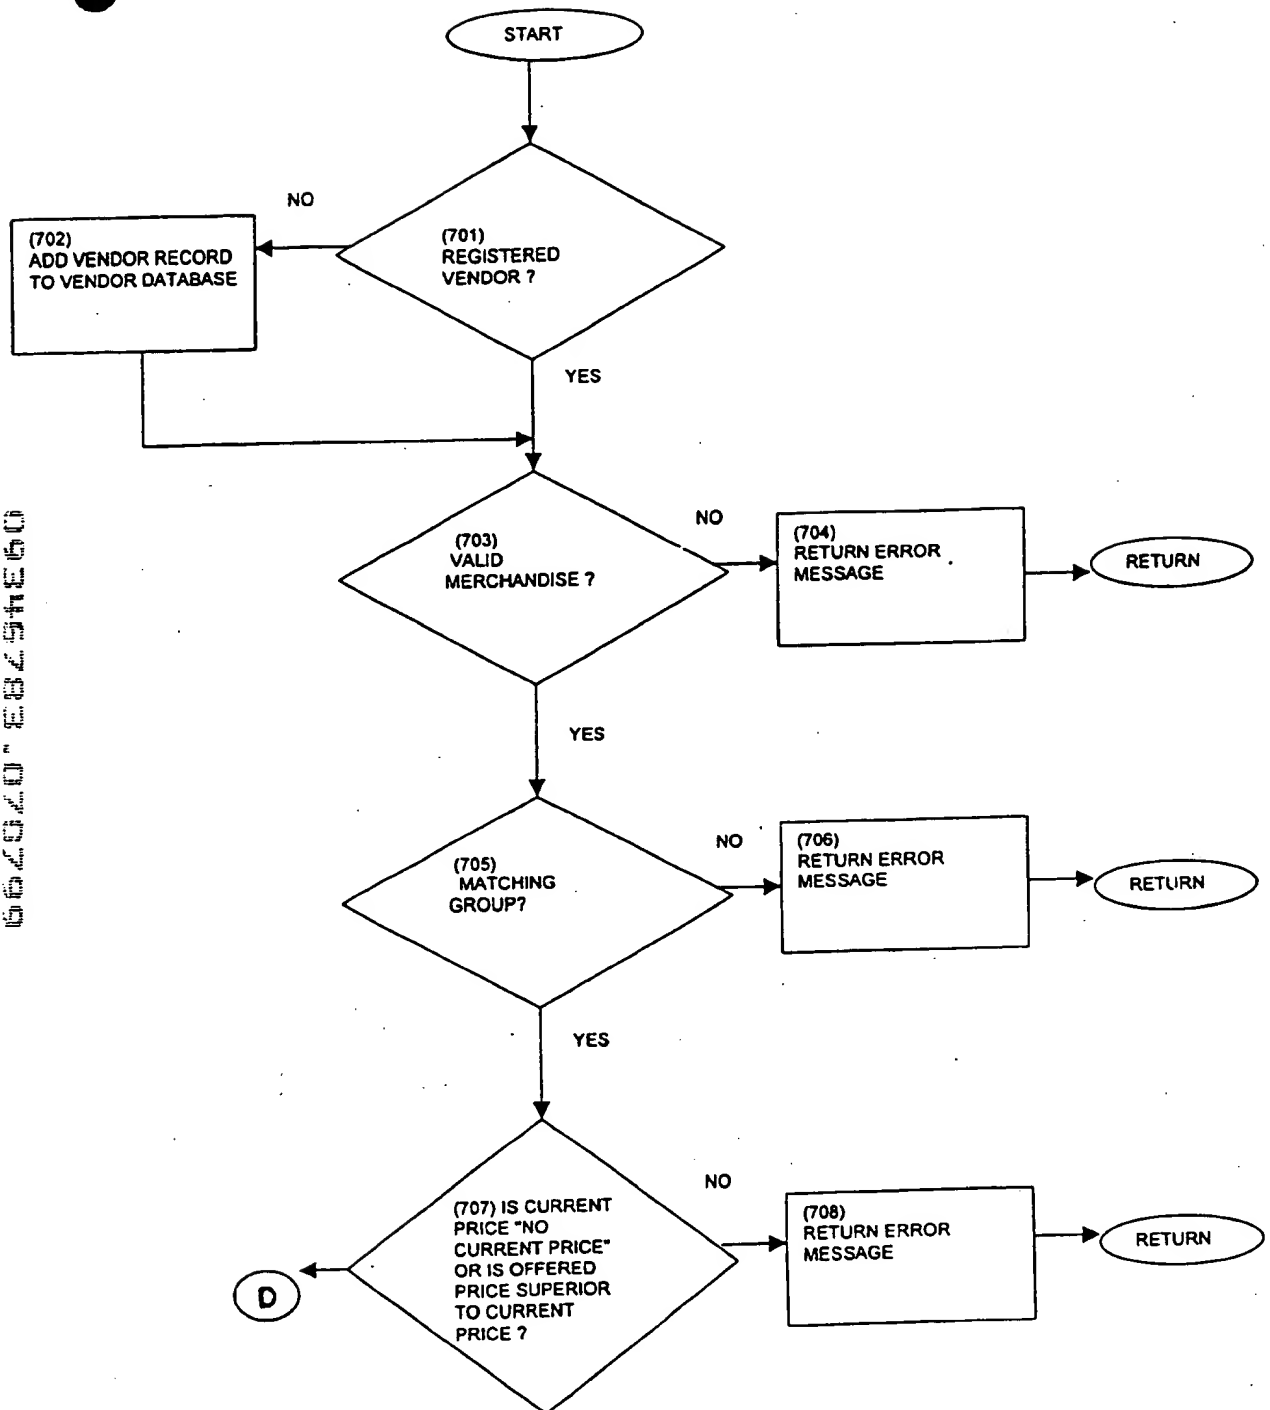 START
NO
(701)
REGISTERED
VENDOR ?
(702)
ADD VENDOR RECORD
TO VENDOR DATABASE
YES
(703)
VALID
MERCHANDISE ?
NO
(704)
RETURN ERROR
MESSAGE
RETURN
YES
(705)
MATCHING
GROUP?
NO
(706)
RETURN ERROR
MESSAGE
RETURN
YES
(707) IS CURRENT
PRICE "NO
CURRENT PRICE"
OR IS OFFERED
PRICE SUPERIOR
TO CURRENT
PRICE ?
NO
(708)
RETURN ERROR
MESSAGE
RETURN
D